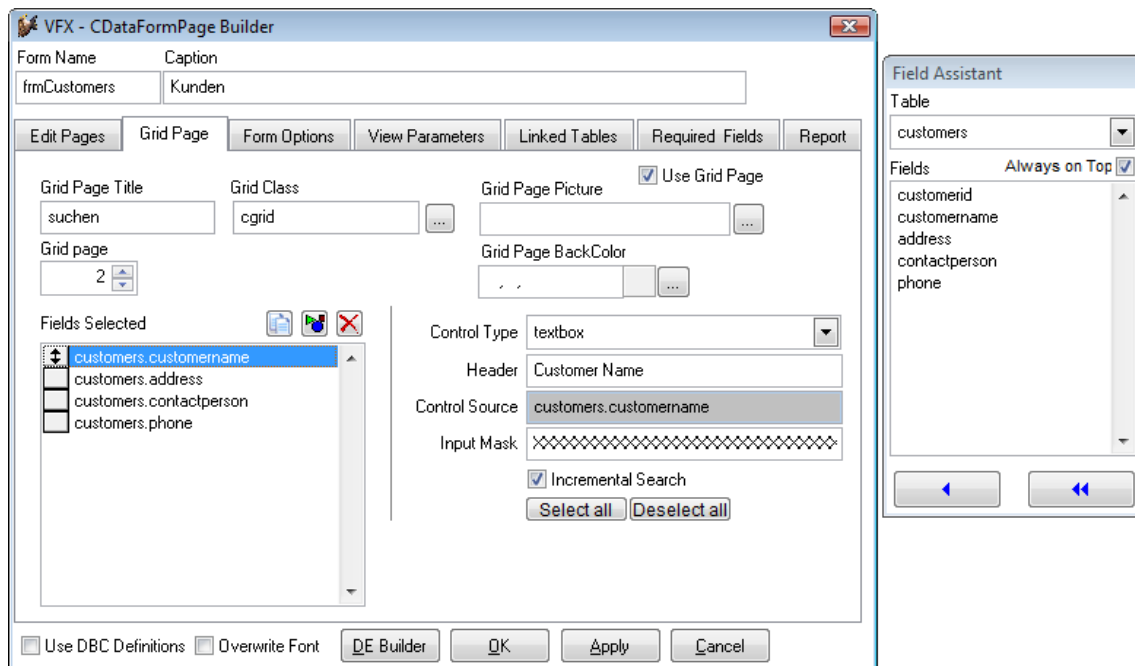 VFX - CDataFormPage Builder
Form Name Caption
frmCustomers Kunden
Edit Pages Grid Page Form Options View Parameters Linked Tables Required Fields Report
Use Grid Page
Grid Page Title Grid Class Grid Page Picture
suchen cgrid ... ...
Grid page Grid Page BackColor
2 , , ...
Fields Selected
customers.customername
customers.address
customers.contactperson
customers.phone
Control Type textbox
Header Customer Name
Control Source customers.customername
Input Mask XXXXXXXXXXXXXXXXXXXXXXXXXXXXXX
Incremental Search
Select all Deselect all
Use DBC Definitions Overwrite Font DE Builder OK Apply Cancel
Field Assistant
Table
customers
Fields Always on Top
customerid
customername
address
contactperson
phone